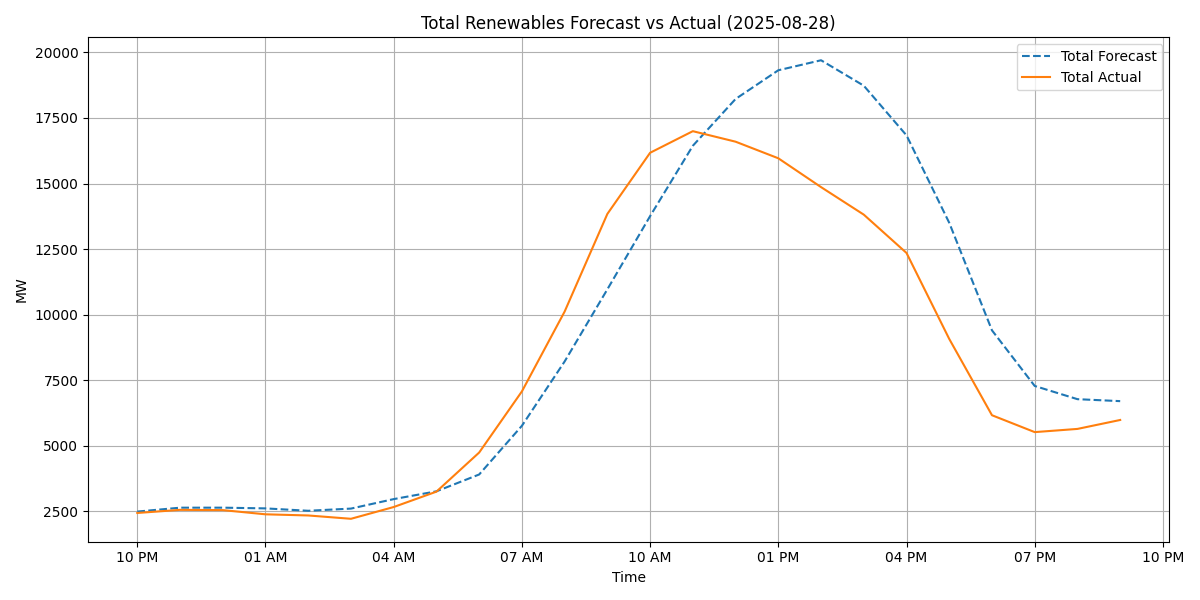 Total Renewables Forecast vs Actual (2025-08-28)
20000
17500
15000
12500
10000
7500
5000
2500
MW
Total Forecast
Total Actual
10 PM 01 AM 04 AM 07 AM 10 AM 01 PM 04 PM 07 PM 10 PM
Time